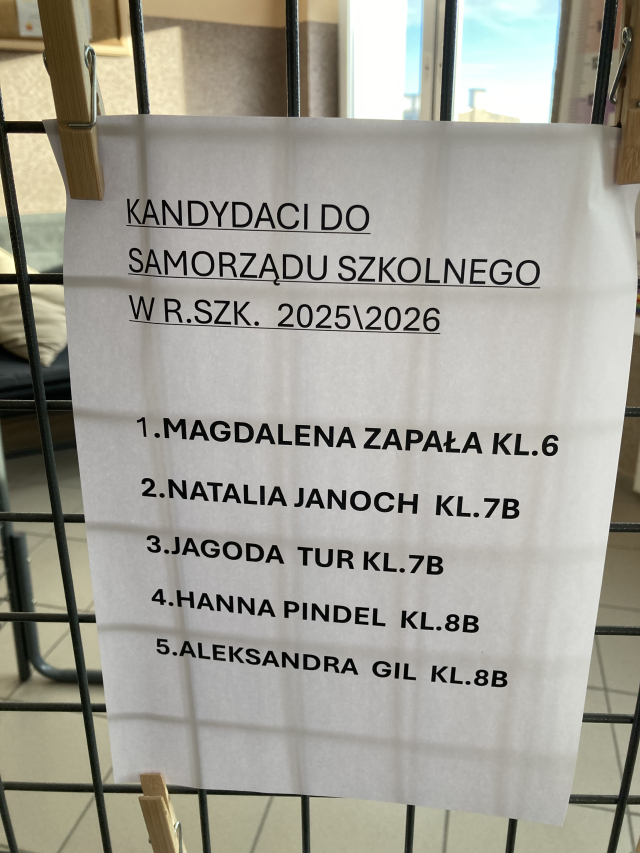 KANDYDACI DO
SAMORZĄDU SZKOLNEGO
W R.SZK. 2025\2026
1.MAGDALENA ZAPAŁA KL.6
2.NATALIA JANOCH KL.7B
3.JAGODA TUR KL.7B
4.HANNA PINDEL KL.8B
5.ALEKSANDRA GIL KL.8B